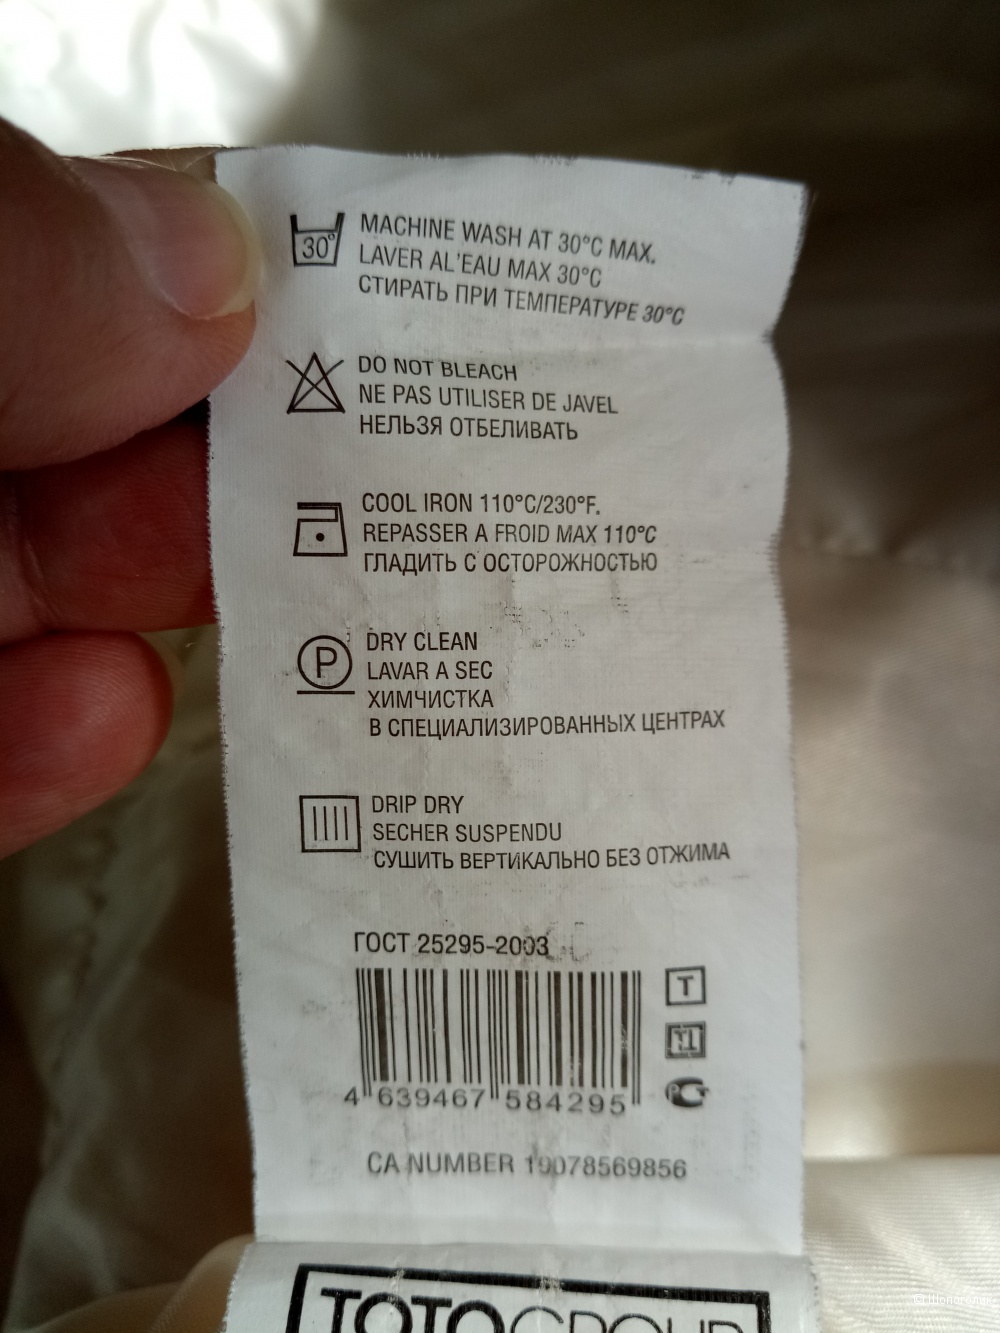 30°
MACHINE WASH AT 30°C MAX.
LAVER AL'EAU MAX 30°C
СТИРАТЬ ПРИ ТЕМПЕРАТУРЕ 30°C
DO NOT BLEACH
NE PAS UTILISER DE JAVEL
НЕЛЬЗЯ ОТБЕЛИВАТЬ
COOL IRON 110°C/230°F.
REPASSER A FROID MAX 110°C
ГЛАДИТЬ С ОСТОРОЖНОСТЬЮ
P
DRY CLEAN
LAVAR A SEC
ХИМЧИСТКА
В СПЕЦИАЛИЗИРОВАННЫХ ЦЕНТРАХ
DRIP DRY
SECHER SUSPENDU
СУШИТЬ ВЕРТИКАЛЬНО БЕЗ ОТЖИМА
ГОСТ 25295-2003
T
4 639467 584295
CA NUMBER 19078569856
TOTOGROUP
©Шопоголик